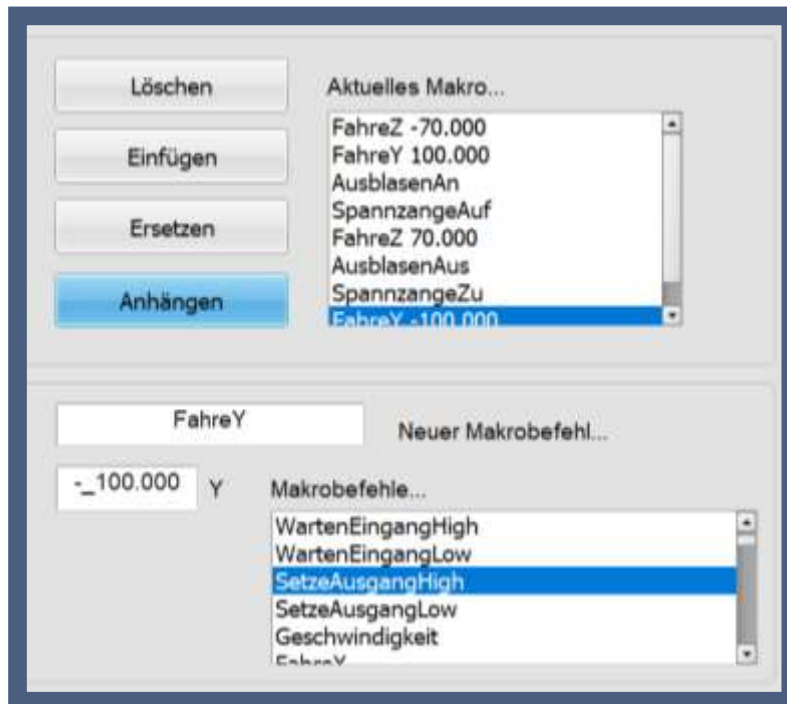 Löschen
Einfügen
Ersetzen
Anhängen
Aktuelles Makro...
FahreZ -70.000
FahreY 100.000
AusblasenAn
SpannzangeAuf
FahreZ 70.000
AusblasenAus
SpannzangeZu
FahreY -100.000
FahreY
Neuer Makrobefehl...
-_100.000 Y
Makrobefehle...
WartenEingangHigh
WartenEingangLow
SetzeAusgangHigh
SetzeAusgangLow
Geschwindigkeit